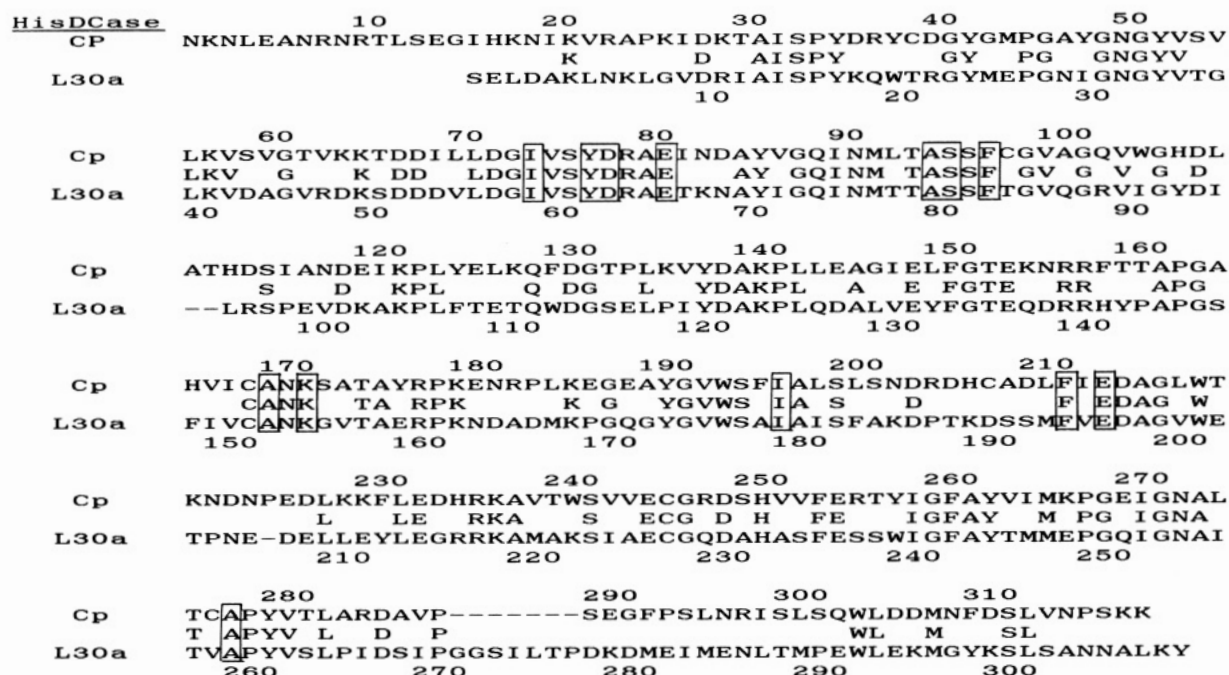 HisDCase
10 20 30 40 50
CP NKNLEANRNRTLSEGIHKNIKVRAPKIDKTAISPYDRYCDGYGMPGAYGNGYVSV
K D AISPY GY PG GNGYV
L30a SELDAKLNKLGVDRIAISPYKQWTRGYMEPGNIGNGYVTG
10 20 30
60 70 80 90 100
Cp LKVSVGTVKKTDDILLDGIVSYDRAEINDAYVGQINMLTASSFCGVAGQVWGHDL
LKV G K DD LDGIVSYDRAE AY GQINM TASSF GV G V G D
L30a LKVDAGVRDKSDDDVLDGIVSYDRAETKNAYIGQINMTTASSFTGVQGRVIGYDI
40 50 60 70 80 90
120 130 140 150 160
Cp ATHDSIANDEIKPLYELKQFDGTPLKVYDAKPLLEAGIELFGTEKNRRFTTAPGA
S D KPL Q DG L YDAKPL A E FGTE RR APG
L30a --LRSPEVDKAKPLFTETQWDGSELPIYDAKPLQDALVEYFGTEQDRRHYPAPGS
100 110 120 130 140
170 180 190 200 210
Cp HVICANKSATAYRPKENRPLKEGEAYGVWSFIALSLSNDRDHCADLFIEDAGLWT
CANK TA RPK K G YGVWS IA S D F EDAG W
L30a FIVCANKGVTAERPKNDADMKPGQGYGVWSAIAISFAKDPTKDSSMFVEDAGVWE
150 160 170 180 190 200
230 240 250 260 270
Cp KNDNPEDLKKFLEDHRKAVTWSVVECGRDSHVVFERTYIGFAYVIMKPGEIGNAL
L LE RKA S ECG D H FE IGFAY M PG IGNA
L30a TPNE-DELLEYLEGRRKAMAKSIAECGQDAHASFESSWIGFAYTMMEPGQIGNAI
210 220 230 240 250
280 290 300 310
Cp TCAPYVTLARDAVP-------SEGFPSLNRISLSQWLDDMNFDSLVNPSKK
T APYV L D P WL M SL
L30a TVAPYVSLPIDSIPGGSILTPDKDMEIMENLTMPEWLEKMGYKSLSANNALKY
260 270 280 290 300